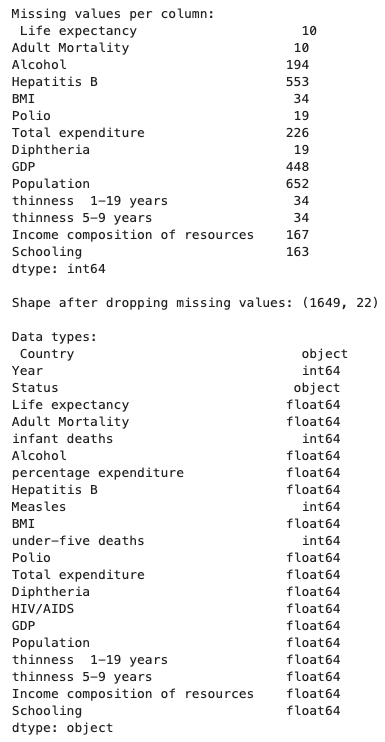 Missing values per column:
 Life expectancy                    10
Adult Mortality                    10
Alcohol                           194
Hepatitis B                       553
BMI                                34
Polio                              19
Total expenditure                 226
Diphtheria                         19
GDP                               448
Population                        652
thinness  1-19 years               34
thinness 5-9 years                 34
Income composition of resources    167
Schooling                         163
dtype: int64

Shape after dropping missing values: (1649, 22)

Data types:
 Country                            object
Year                                int64
Status                             object
Life expectancy                   float64
Adult Mortality                   float64
infant deaths                       int64
Alcohol                           float64
percentage expenditure            float64
Hepatitis B                       float64
Measles                             int64
BMI                               float64
under-five deaths                   int64
Polio                             float64
Total expenditure                 float64
Diphtheria                        float64
HIV/AIDS                          float64
GDP                               float64
Population                        float64
thinness  1-19 years              float64
thinness 5-9 years                float64
Income composition of resources    float64
Schooling                         float64
dtype: object